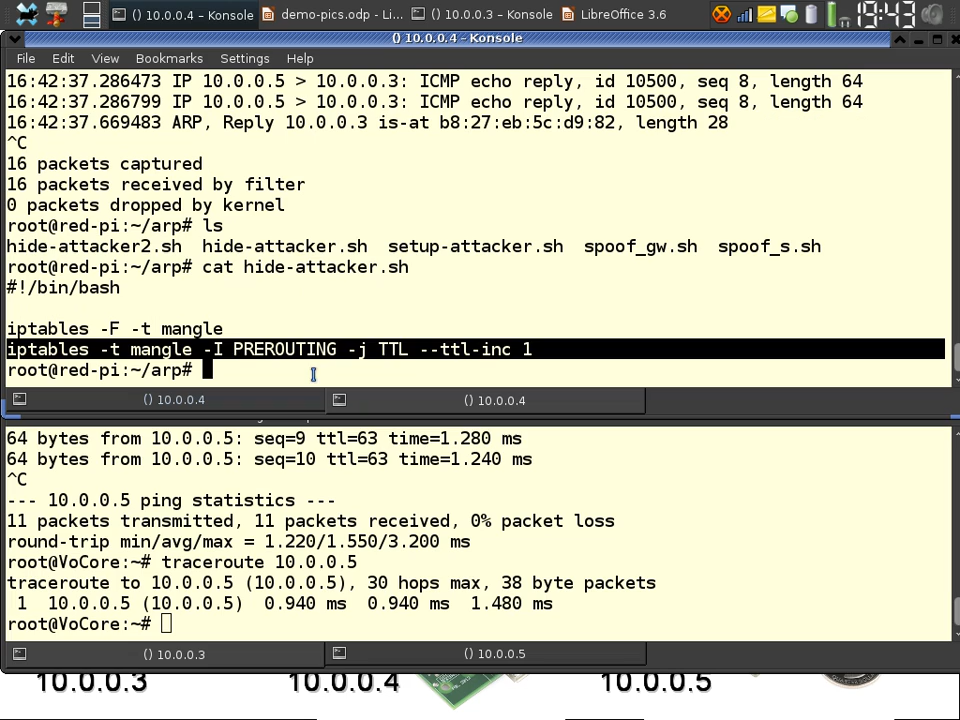 () 10.0.0.4 - Konsole
demo-pics.odp - Li...
() 10.0.0.3 - Konsole
LibreOffice 3.6
19:43
() 10.0.0.4 – Konsole
File Edit View Bookmarks Settings Help
16:42:37.286473 IP 10.0.0.5 > 10.0.0.3: ICMP echo reply, id 10500, seq 8, length 64
16:42:37.286799 IP 10.0.0.5 > 10.0.0.3: ICMP echo reply, id 10500, seq 8, length 64
16:42:37.669483 ARP, Reply 10.0.0.3 is-at b8:27:eb:5c:d9:82, length 28
^C
16 packets captured
16 packets received by filter
0 packets dropped by kernel
root@red-pi:~/arp# ls
hide-attacker2.sh hide-attacker.sh setup-attacker.sh spoof_gw.sh spoof_s.sh
root@red-pi:~/arp# cat hide-attacker.sh
#!/bin/bash
iptables -F -t mangle
iptables -t mangle -I PREROUTING -j TTL --ttl-inc 1
root@red-pi:~/arp#
() 10.0.0.4
() 10.0.0.4
64 bytes from 10.0.0.5: seq=9 ttl=63 time=1.280 ms
64 bytes from 10.0.0.5: seq=10 ttl=63 time=1.240 ms
^C
--- 10.0.0.5 ping statistics ---
11 packets transmitted, 11 packets received, 0% packet loss
round-trip min/avg/max = 1.220/1.550/3.200 ms
root@VoCore:~# traceroute 10.0.0.5
traceroute to 10.0.0.5 (10.0.0.5), 30 hops max, 38 byte packets
1 10.0.0.5 (10.0.0.5) 0.940 ms 0.940 ms 1.480 ms
root@VoCore:~#
() 10.0.0.3
() 10.0.0.5
10.0.0.3
10.0.0.4
10.0.0.5